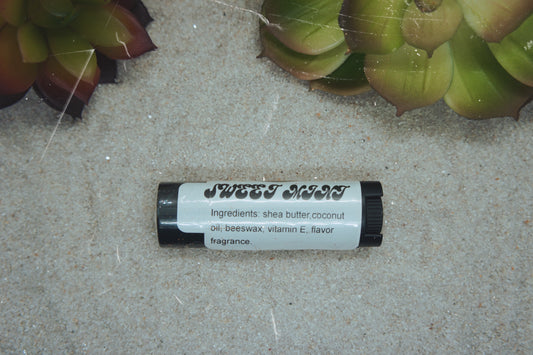 SWEET MINT
Ingredients: shea butter,coconut
oil, beeswax, vitamin E, flavor
fragrance.